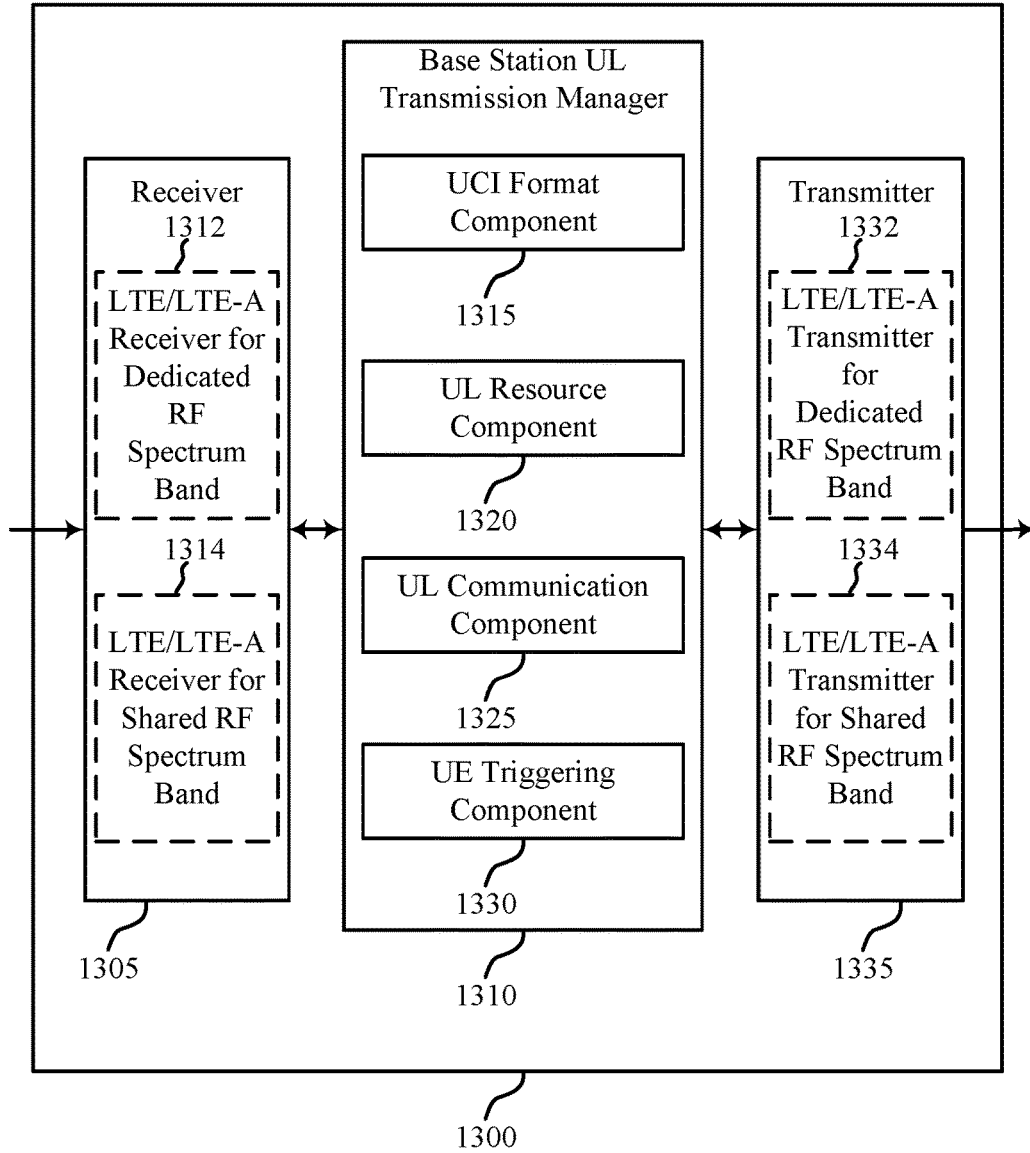 Base Station UL
Transmission Manager
Receiver
1312
LTE/LTE-A
Receiver for
Dedicated
RF
Spectrum
Band
1314
LTE/LTE-A
Receiver for
Shared RF
Spectrum
Band
1305
UCI Format
Component
1315
UL Resource
Component
1320
UL Communication
Component
1325
UE Triggering
Component
1330
1310
Transmitter
1332
LTE/LTE-A
Transmitter
for
Dedicated
RF Spectrum
Band
1334
LTE/LTE-A
Transmitter
for Shared
RF Spectrum
Band
1335
1300